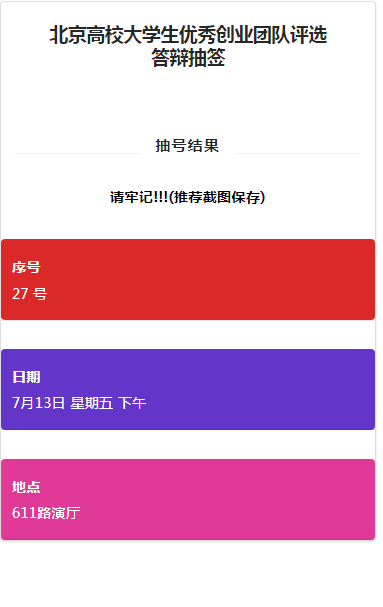 北京高校大学生优秀创业团队评选
答辩抽签
抽号结果
请牢记!!!(推荐截图保存)
序号
27 号
日期
7月13日 星期五 下午
地点
611路演厅